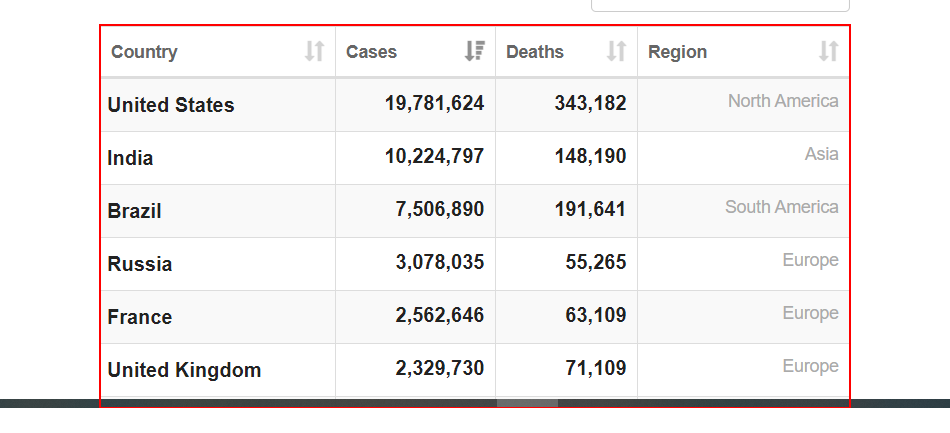 Country Cases Deaths Region
United States 19,781,624 343,182 North America
India 10,224,797 148,190 Asia
Brazil 7,506,890 191,641 South America
Russia 3,078,035 55,265 Europe
France 2,562,646 63,109 Europe
United Kingdom 2,329,730 71,109 Europe